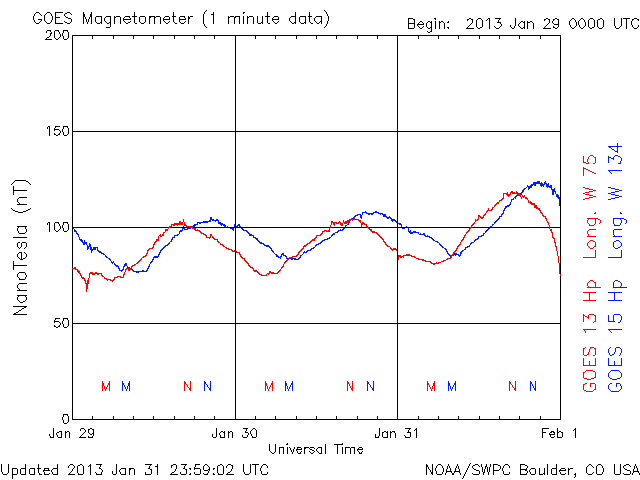 GOES Magnetometer (1 minute data)
Begin: 2013 Jan 29 0000 UTC
200
150
100
50
0
NanoTesla (nT)
M M N N M M N N M M N N
Jan 29 Jan 30 Jan 31 Feb 1
Universal Time
GOES 13 Hp Long. W 75
GOES 15 Hp Long. W 134
Updated 2013 Jan 31 23:59:02 UTC
NOAA/SWPC Boulder, CO USA